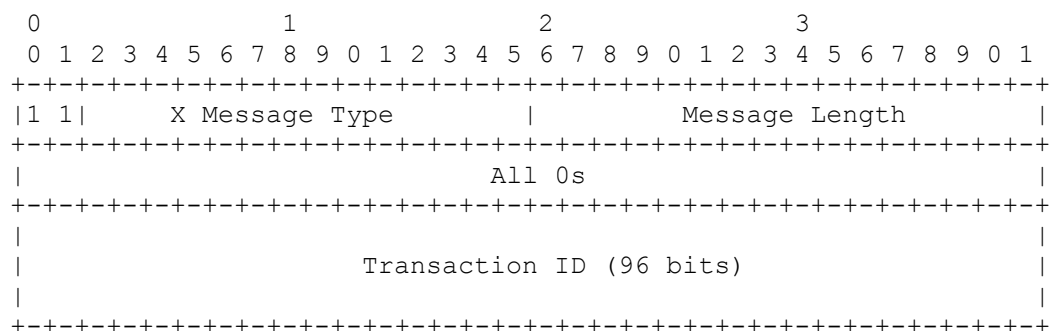 0                   1                   2                   3
 0 1 2 3 4 5 6 7 8 9 0 1 2 3 4 5 6 7 8 9 0 1 2 3 4 5 6 7 8 9 0 1
+-+-+-+-+-+-+-+-+-+-+-+-+-+-+-+-+-+-+-+-+-+-+-+-+-+-+-+-+-+-+-+-+
|1 1|     X Message Type        |         Message Length        |
+-+-+-+-+-+-+-+-+-+-+-+-+-+-+-+-+-+-+-+-+-+-+-+-+-+-+-+-+-+-+-+-+
|                             All 0s                            |
+-+-+-+-+-+-+-+-+-+-+-+-+-+-+-+-+-+-+-+-+-+-+-+-+-+-+-+-+-+-+-+-+
|                                                               |
|                     Transaction ID (96 bits)                  |
|                                                               |
+-+-+-+-+-+-+-+-+-+-+-+-+-+-+-+-+-+-+-+-+-+-+-+-+-+-+-+-+-+-+-+-+